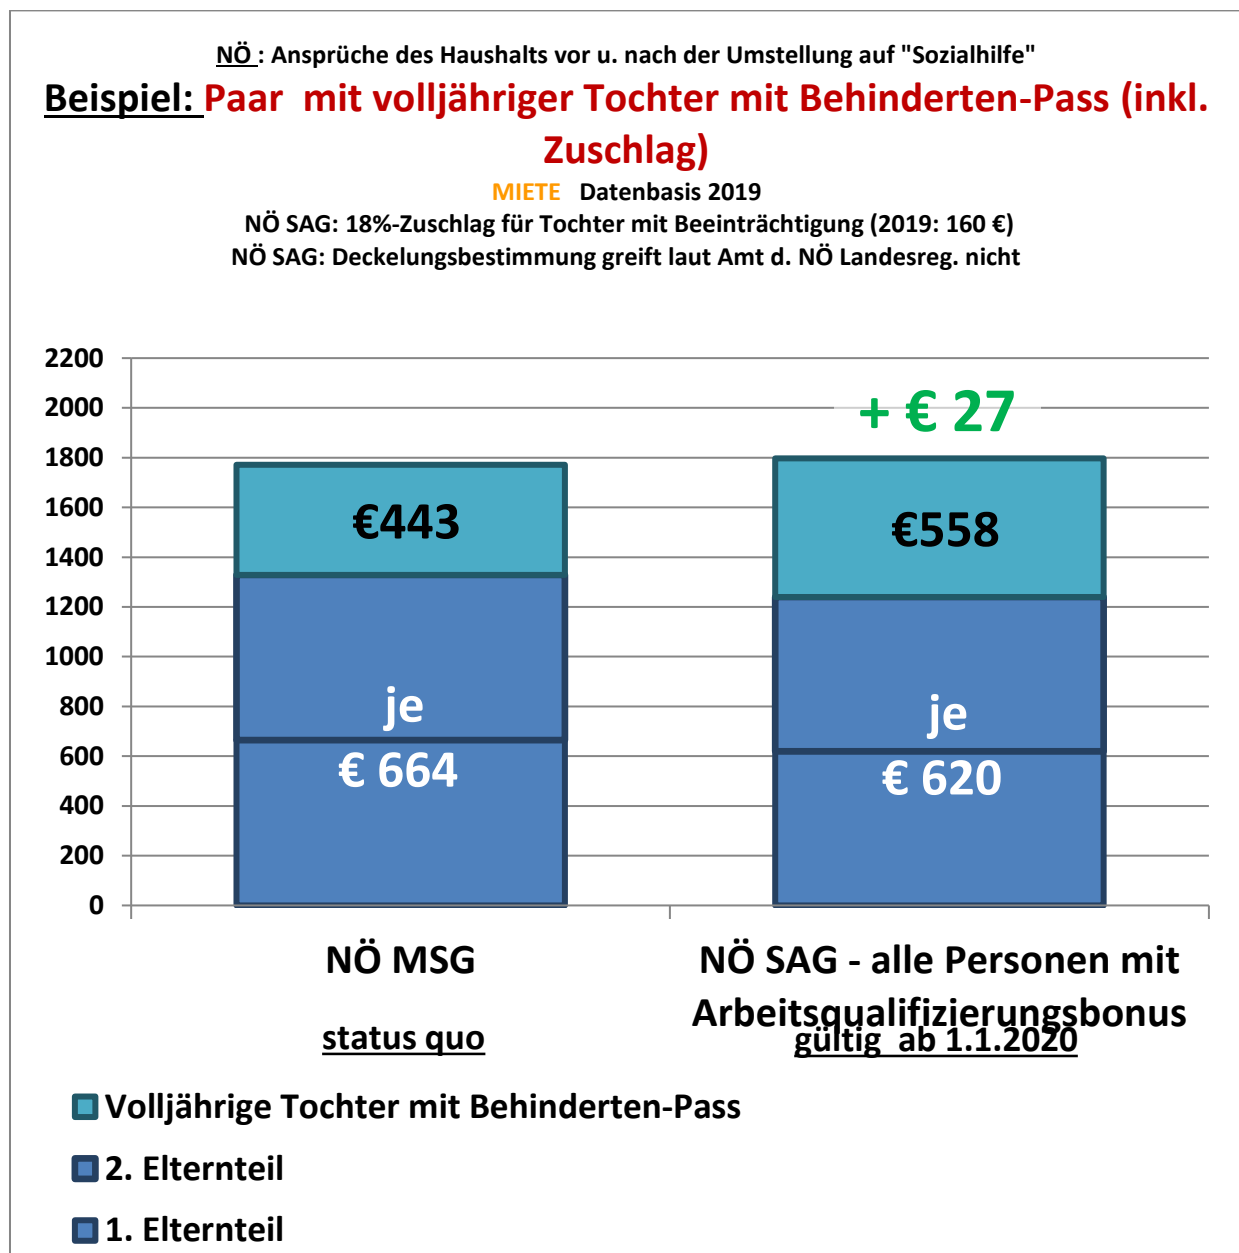 NÖ : Ansprüche des Haushalts vor u. nach der Umstellung auf "Sozialhilfe"
Beispiel: Paar mit volljähriger Tochter mit Behinderten-Pass (inkl.
Zuschlag)
MIETE Datenbasis 2019
NÖ SAG: 18%-Zuschlag für Tochter mit Beeinträchtigung (2019: 160 €)
NÖ SAG: Deckelungsbestimmung greift laut Amt d. NÖ Landesreg. nicht
2200
2000
1800
1600
1400
1200
1000
800
600
400
200
0
+ € 27
€443
€558
je
€ 664
je
€ 620
NÖ MSG
status quo
NÖ SAG - alle Personen mit
Arbeitsqualifizierungsbonus
gültig ab 1.1.2020
Volljährige Tochter mit Behinderten-Pass
2. Elternteil
1. Elternteil